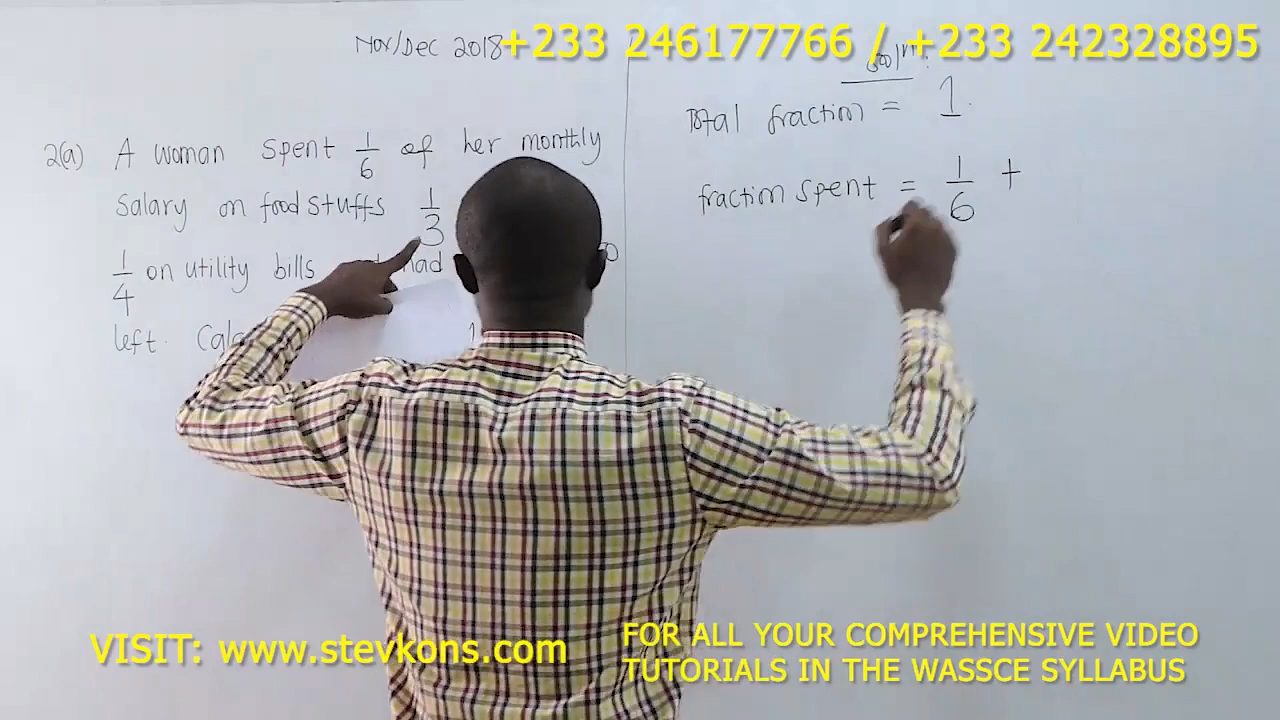 Nov/Dec 2018
+233 246177766 / +233 242328895
2(a) A woman spent 1/6 of her monthly
salary on food stuffs 1/3
1/4 on utility bills had
left.
soln:
Total fraction = 1.
fraction spent = 1/6 +
VISIT: www.stevkons.com
FOR ALL YOUR COMPREHENSIVE VIDEO
TUTORIALS IN THE WASSCE SYLLABUS